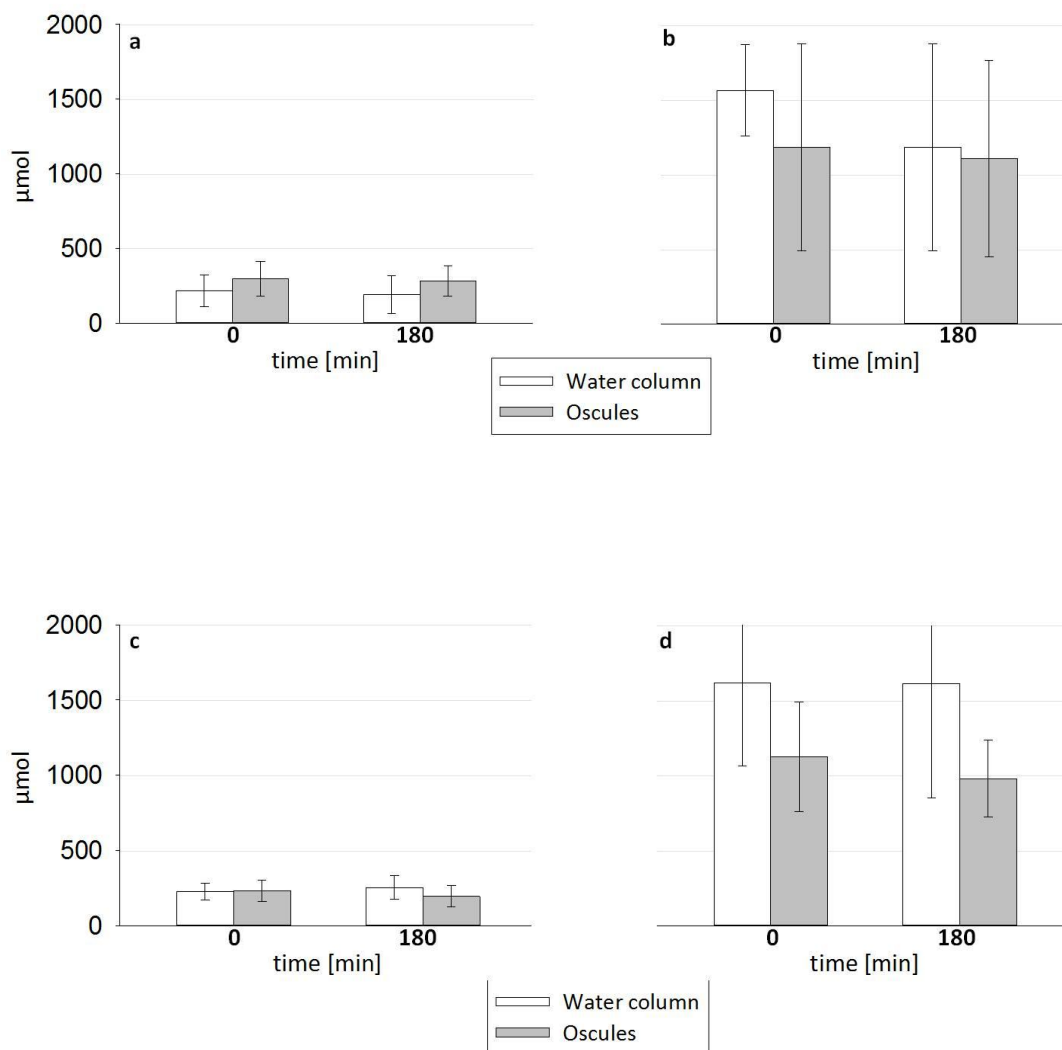 2000
a
b
1500
1000
500
0
µmol
0
180
0
180
time [min]
time [min]
Water column
Oscules
2000
c
d
1500
1000
500
0
µmol
0
180
0
180
time [min]
time [min]
Water column
Oscules